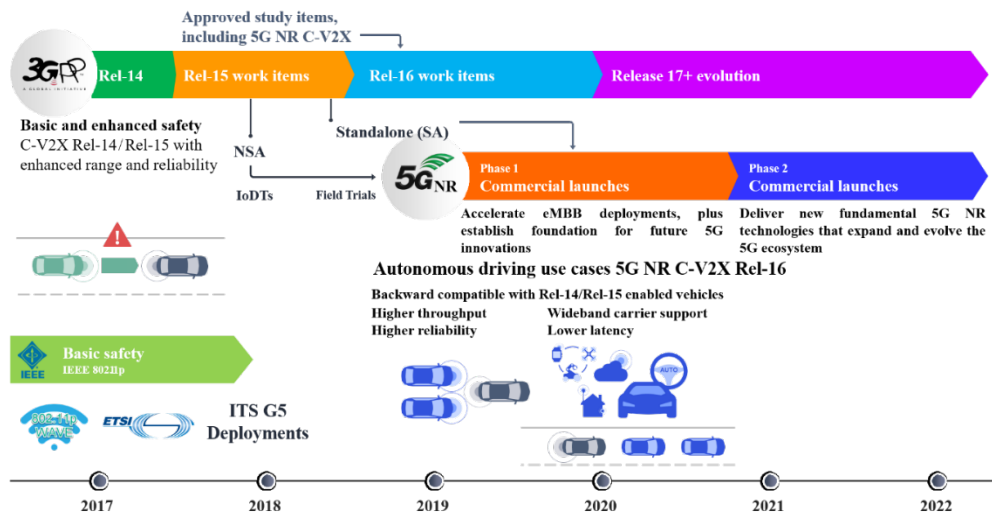 Approved study items,
including 5G NR C-V2X
3GPP
A GLOBAL INITIATIVE
Rel-14
Rel-15 work items
Rel-16 work items
Release 17+ evolution
Basic and enhanced safety
C-V2X Rel-14/Rel-15 with
enhanced range and reliability
NSA
IoDTs
Standalone (SA)
Field Trials
5G NR
Phase 1
Commercial launches
Phase 2
Commercial launches
Accelerate eMBB deployments, plus
establish foundation for future 5G
innovations
Deliver new fundamental 5G NR
technologies that expand and evolve the
5G ecosystem
Autonomous driving use cases 5G NR C-V2X Rel-16
Backward compatible with Rel-14/Rel-15 enabled vehicles
Higher throughput
Higher reliability
Wideband carrier support
Lower latency
!
AUTO
IEEE
Basic safety
IEEE 802.11p
802.11p
WAVE
ETSI
ITS G5
Deployments
2017
2018
2019
2020
2021
2022